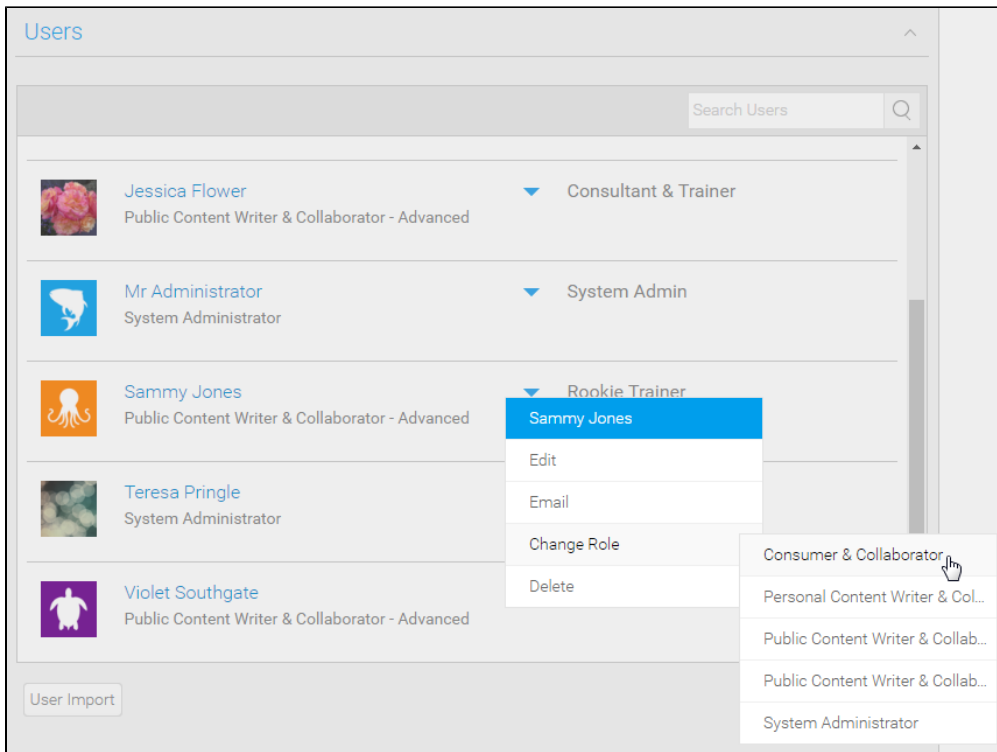 Users
Search Users
Jessica Flower
Consultant & Trainer
Public Content Writer & Collaborator - Advanced
Mr Administrator
System Admin
System Administrator
Sammy Jones
Rookie Trainer
Public Content Writer & Collaborator - Advanced
Sammy Jones
Edit
Email
Change Role
Delete
Consumer & Collaborator
Personal Content Writer & Col...
Public Content Writer & Collab...
Public Content Writer & Collab...
System Administrator
Teresa Pringle
System Administrator
Violet Southgate
Public Content Writer & Collaborator - Advanced
User Import